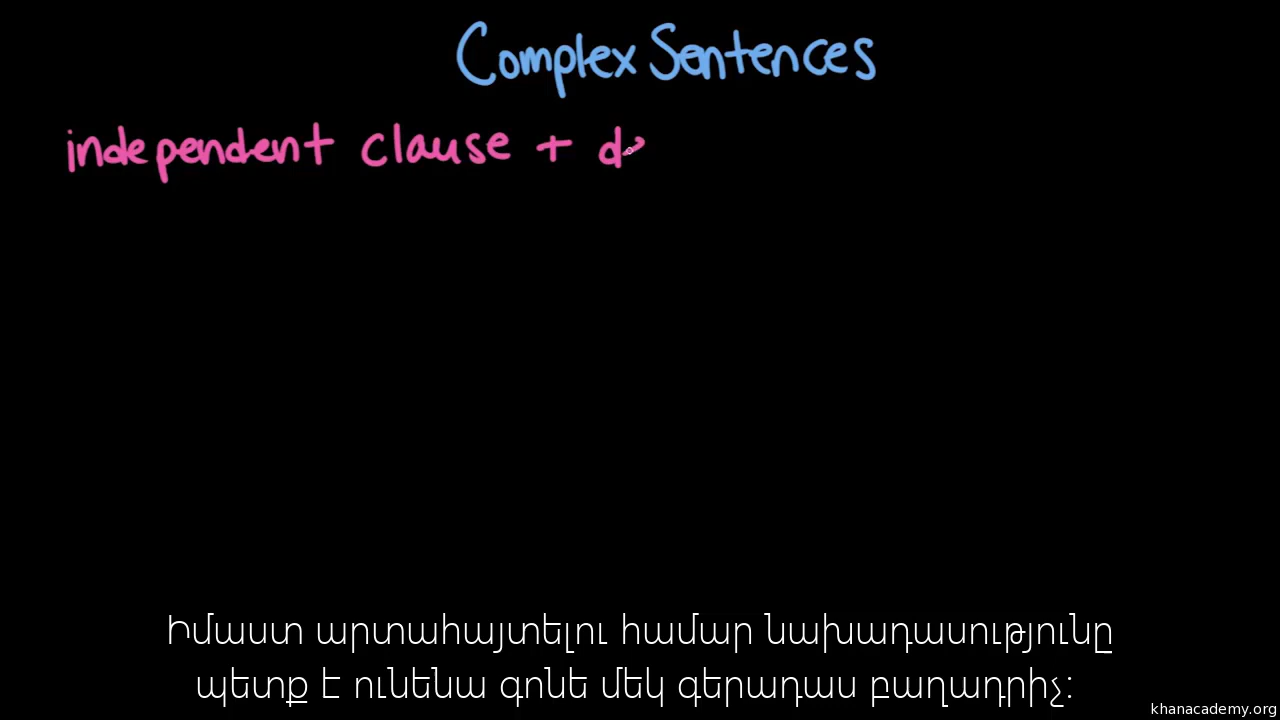 Complex Sentences
independent clause + d
Իմաստ արտահայտելու համար նախադասությունը
պետք է ունենա գոնե մեկ գերադաս բաղադրիչ:
khanacademy.org